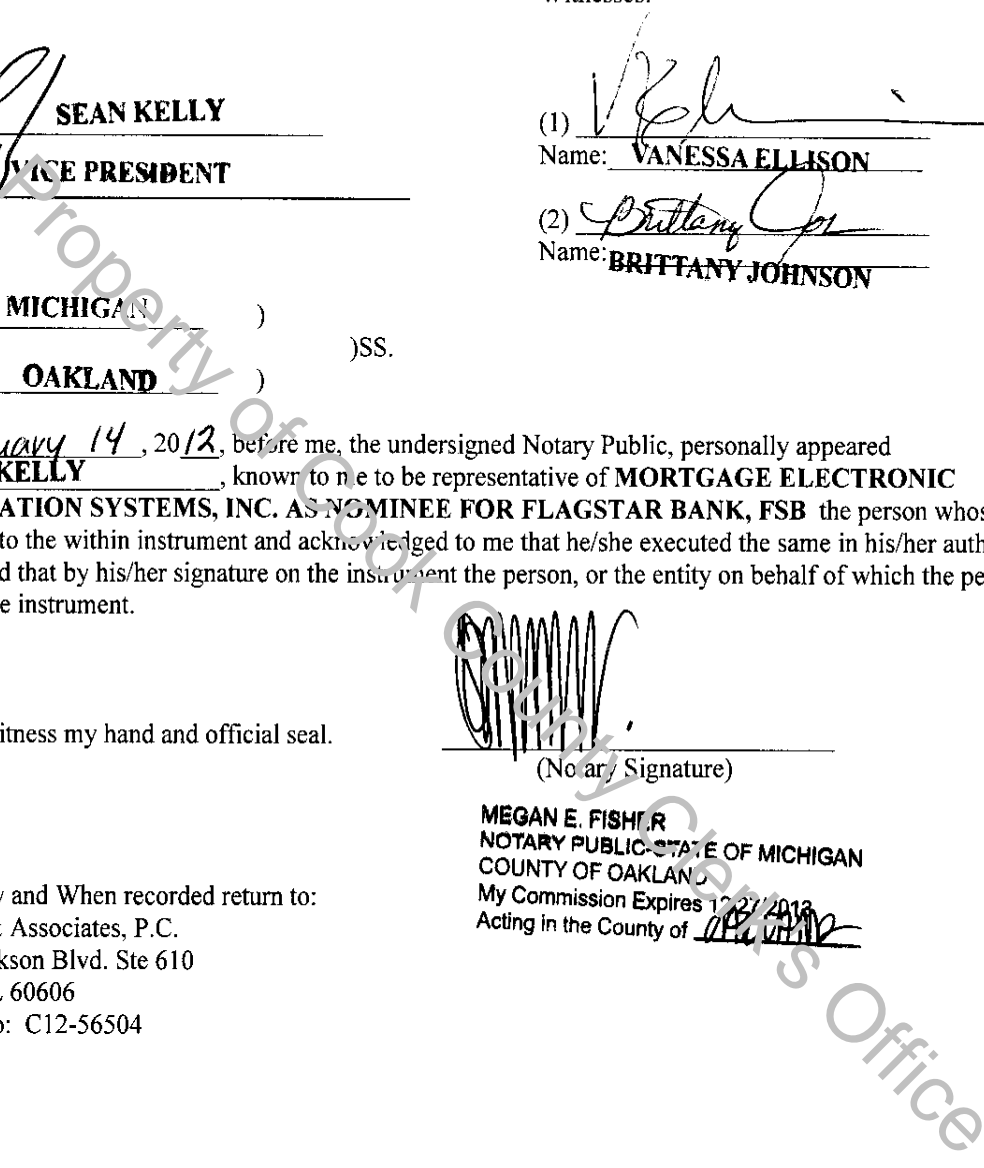 Witnesses:
SEAN KELLY
VICE PRESIDENT
(1)
Name: VANESSA ELLISON
(2) Brittany
Name: BRITTANY JOHNSON
MICHIGAN )
)SS.
OAKLAND )
uary 14, 2012, before me, the undersigned Notary Public, personally appeared
KELLY, known to me to be representative of MORTGAGE ELECTRONIC
ATION SYSTEMS, INC. AS NOMINEE FOR FLAGSTAR BANK, FSB the person whos
to the within instrument and acknowledged to me that he/she executed the same in his/her auth
d that by his/her signature on the instrument the person, or the entity on behalf of which the pe
e instrument.
itness my hand and official seal.
(Notary Signature)
MEGAN E. FISHER
NOTARY PUBLIC-STATE OF MICHIGAN
COUNTY OF OAKLAND
My Commission Expires 12/27/2013
Acting in the County of
y and When recorded return to:
Associates, P.C.
kson Blvd. Ste 610
60606
o: C12-56504
Property of Cook County Clerk's Office